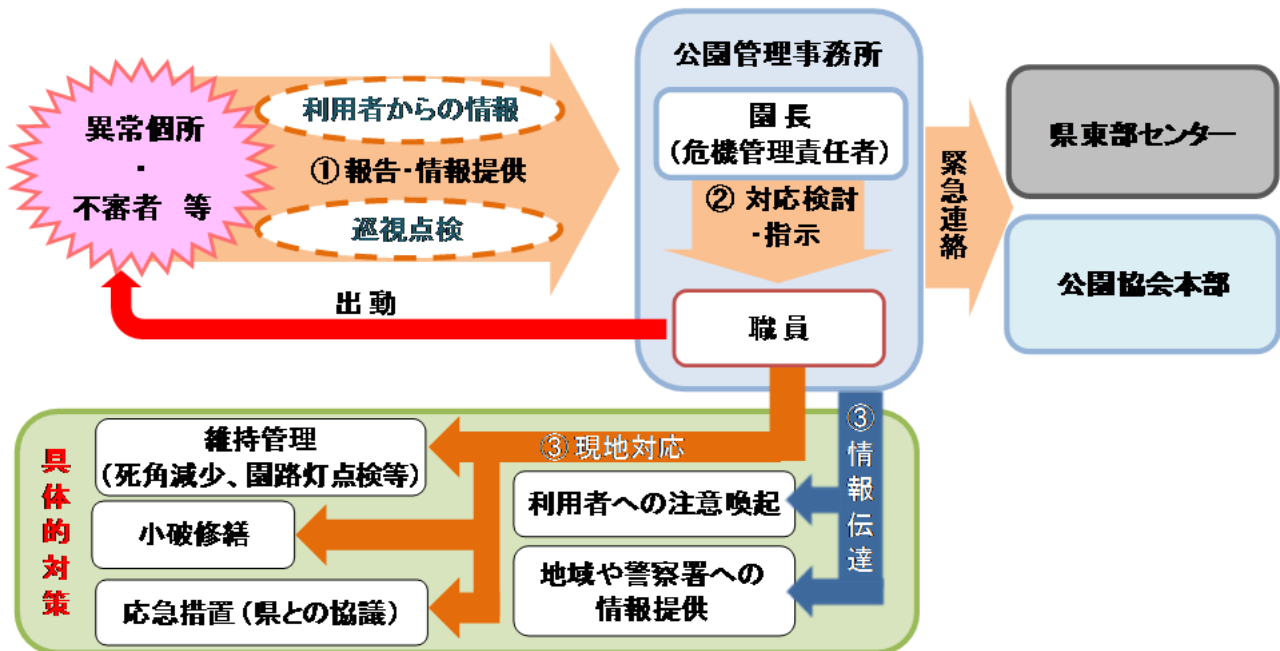 異常個所
・
不審者 等
利用者からの情報
①報告・情報提供
巡視点検
出動
公園管理事務所
園長
(危機管理責任者)
②対応検討
・指示
職員
緊急連絡
県東部センター
公園協会本部
具体的対策
維持管理
(死角減少、園路灯点検等)
小破修繕
応急措置(県との協議)
③現地対応
利用者への注意喚起
地域や警察署への
情報提供
③情報伝達